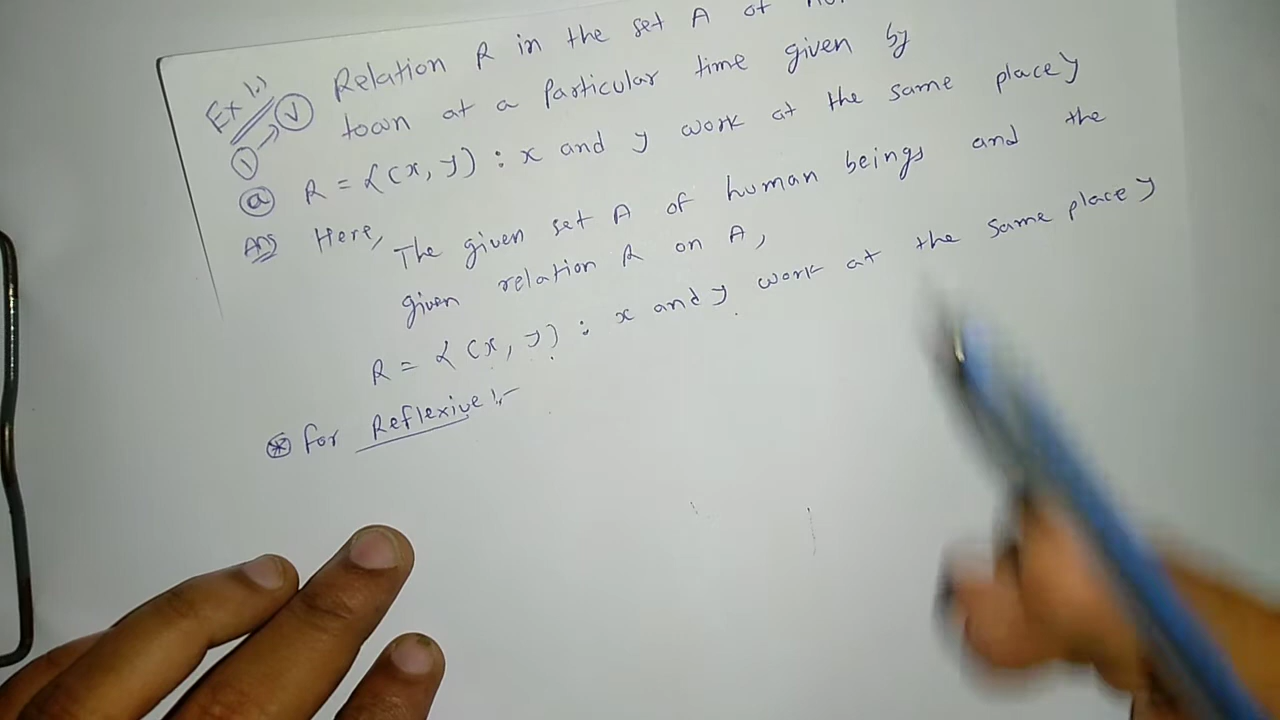 Ex 1.1
① → ⓥ Relation R in the set A of
town at a particular time given by
ⓐ R = {(x, y) : x and y work at the same place}
Ans Here, The given set A of human beings and the
given relation R on A,
R = {(x, y) : x and y work at the same place}
⊛ for Reflexive :-